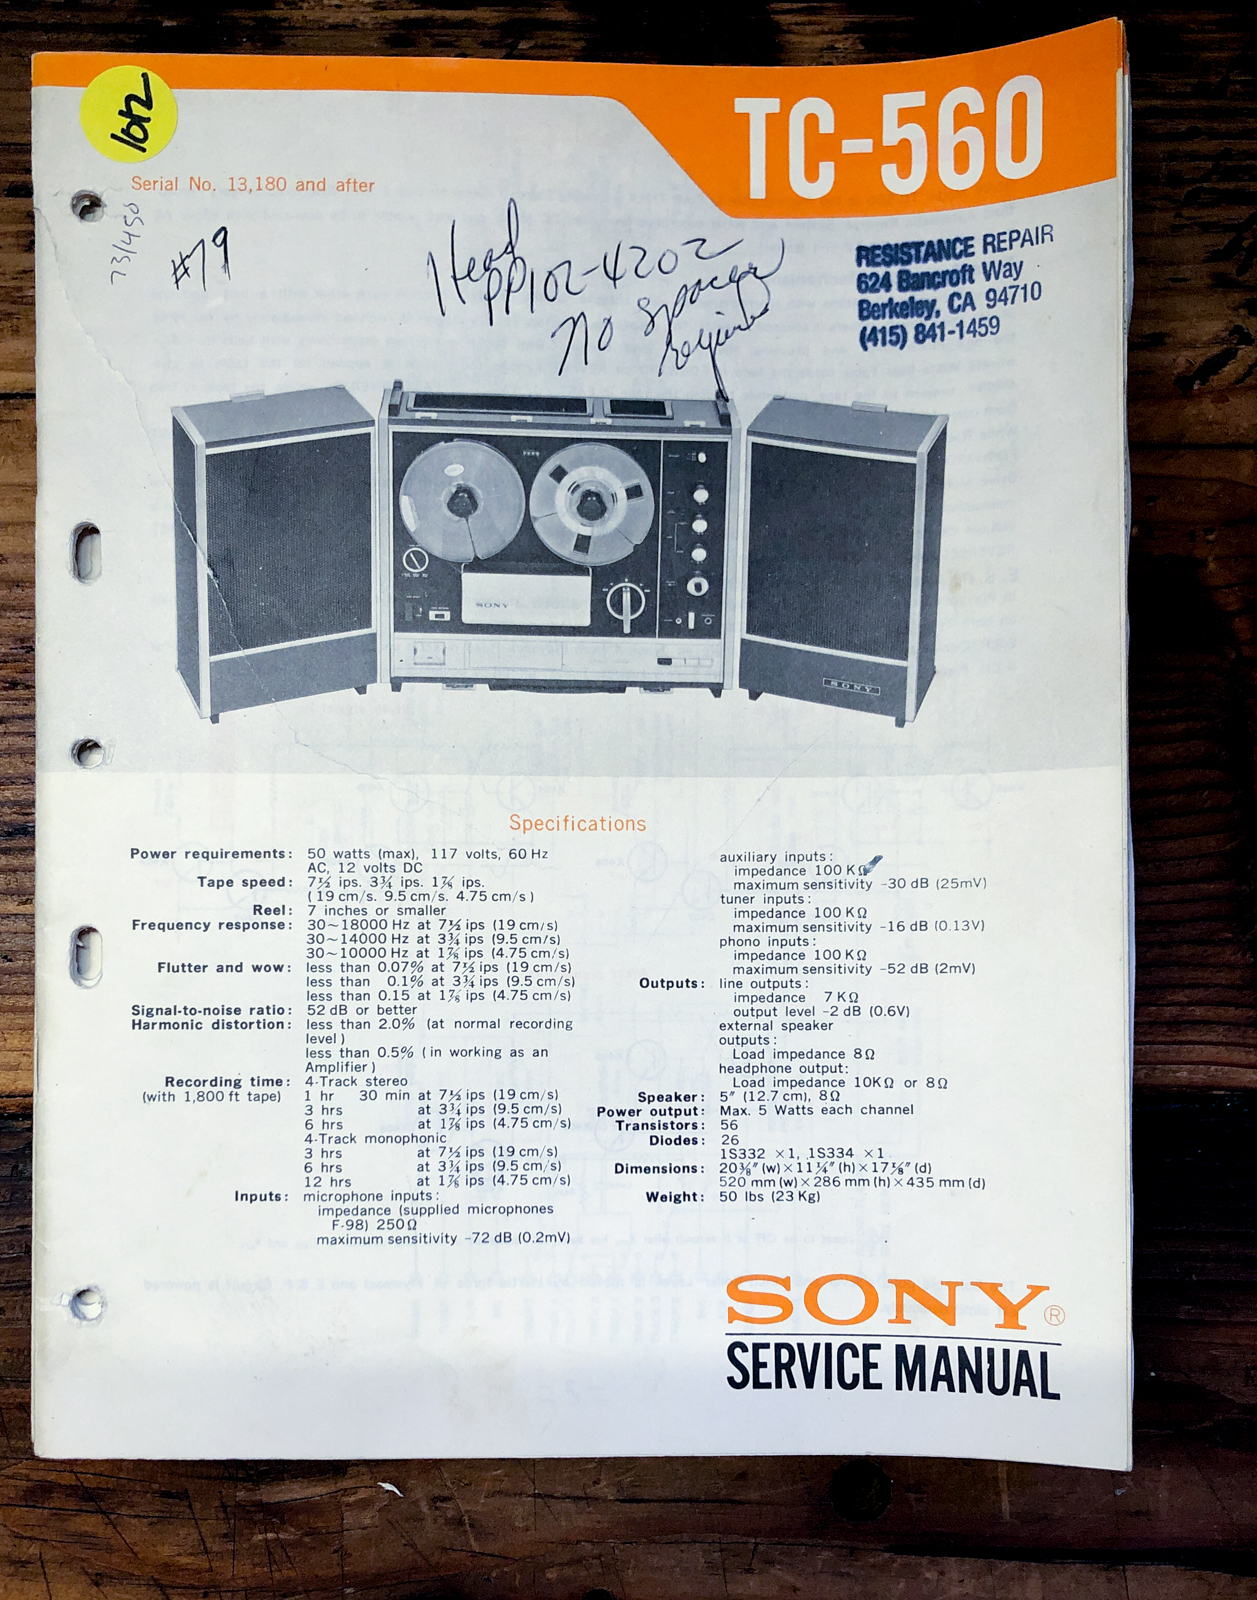 1012
TC-560
Serial No. 13,180 and after
73/450
#79
Head
PP102-4202
No Spacer
required
RESISTANCE REPAIR
624 Bancroft Way
Berkeley, CA 94710
(415) 841-1459
SONY
SONY
Specifications
Power requirements: 50 watts (max), 117 volts, 60 Hz
AC, 12 volts DC
Tape speed: 7½ ips. 3¾ ips. 1⅞ ips.
(19 cm/s. 9.5 cm/s. 4.75 cm/s)
Reel: 7 inches or smaller
Frequency response: 30~18000 Hz at 7½ ips (19 cm/s)
30~14000 Hz at 3¾ ips (9.5 cm/s)
30~10000 Hz at 1⅞ ips (4.75 cm/s)
Flutter and wow: less than 0.07% at 7½ ips (19 cm/s)
less than 0.1% at 3¾ ips (9.5 cm/s)
less than 0.15 at 1⅞ ips (4.75 cm/s)
Signal-to-noise ratio: 52 dB or better
Harmonic distortion: less than 2.0% (at normal recording
level)
less than 0.5% (in working as an
Amplifier)
Recording time: 4-Track stereo
(with 1,800 ft tape) 1 hr 30 min at 7½ ips (19 cm/s)
3 hrs at 3¾ ips (9.5 cm/s)
6 hrs at 1⅞ ips (4.75 cm/s)
4-Track monophonic
3 hrs at 7½ ips (19 cm/s)
6 hrs at 3¾ ips (9.5 cm/s)
12 hrs at 1⅞ ips (4.75 cm/s)
Inputs: microphone inputs:
impedance (supplied microphones
F-98) 250Ω
maximum sensitivity -72 dB (0.2mV)
auxiliary inputs:
impedance 100 KΩ
maximum sensitivity -30 dB (25mV)
tuner inputs:
impedance 100 KΩ
maximum sensitivity -16 dB (0.13V)
phono inputs:
impedance 100 KΩ
maximum sensitivity -52 dB (2mV)
Outputs: line outputs:
impedance 7 KΩ
output level -2 dB (0.6V)
external speaker
outputs:
Load impedance 8Ω
headphone output:
Load impedance 10KΩ or 8Ω
Speaker: 5″ (12.7 cm), 8Ω
Power output: Max. 5 Watts each channel
Transistors: 56
Diodes: 26
1S332 ×1, 1S334 ×1
Dimensions: 20⅜″ (w)×11¼″ (h)×17⅛″ (d)
520 mm (w)×286 mm (h)×435 mm (d)
Weight: 50 lbs (23 Kg)
SONY®
SERVICE MANUAL